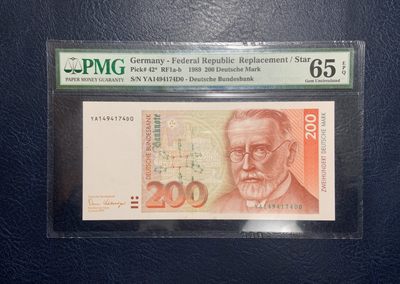 PMG
PAPER MONEY GUARANTY
Germany - Federal Republic Replacement / Star
Pick# 42* RF1a-b 1989 200 Deutsche Mark
S/N YA1494174D0 - Deutsche Bundesbank
65 EPQ
Gem Uncirculated
YA1494174D0
DEUTSCHE BUNDESBANK
Banknote
200
200
ZWEIHUNDERT DEUTSCHE MARK
YA1494174D0